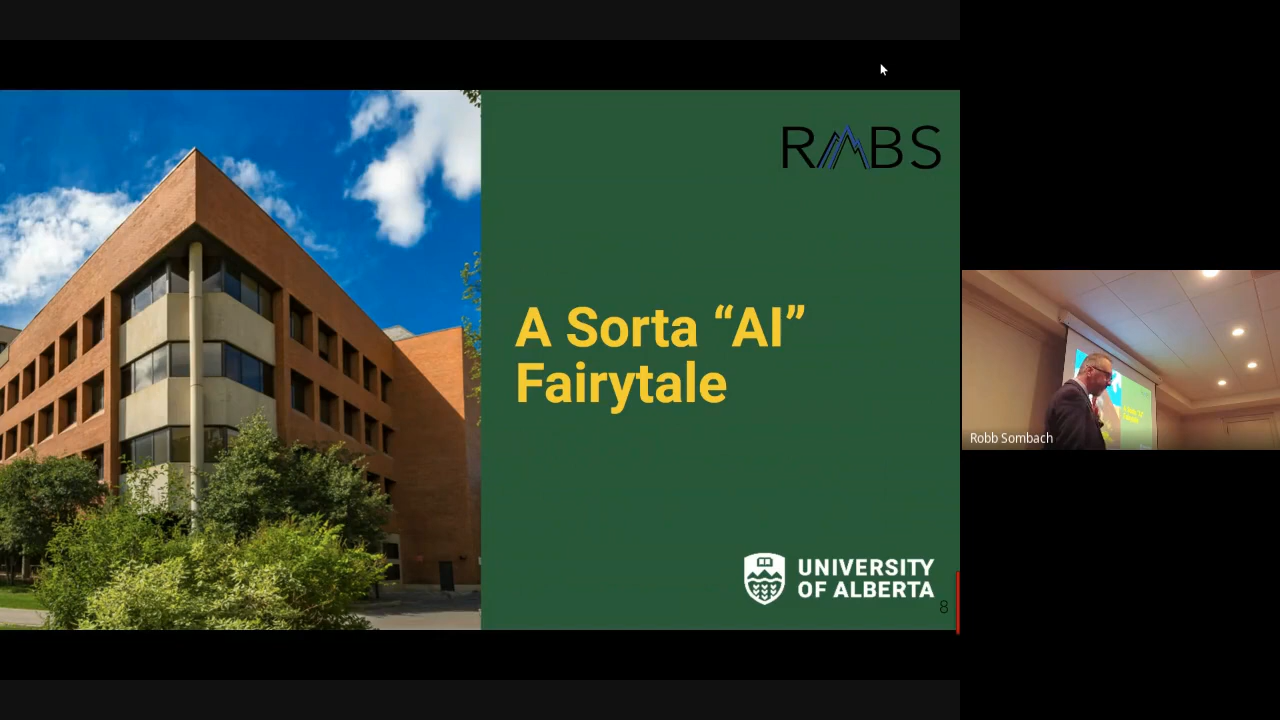 RMBS
A Sorta “AI”
Fairytale
UNIVERSITY
OF ALBERTA
8
Robb Sombach